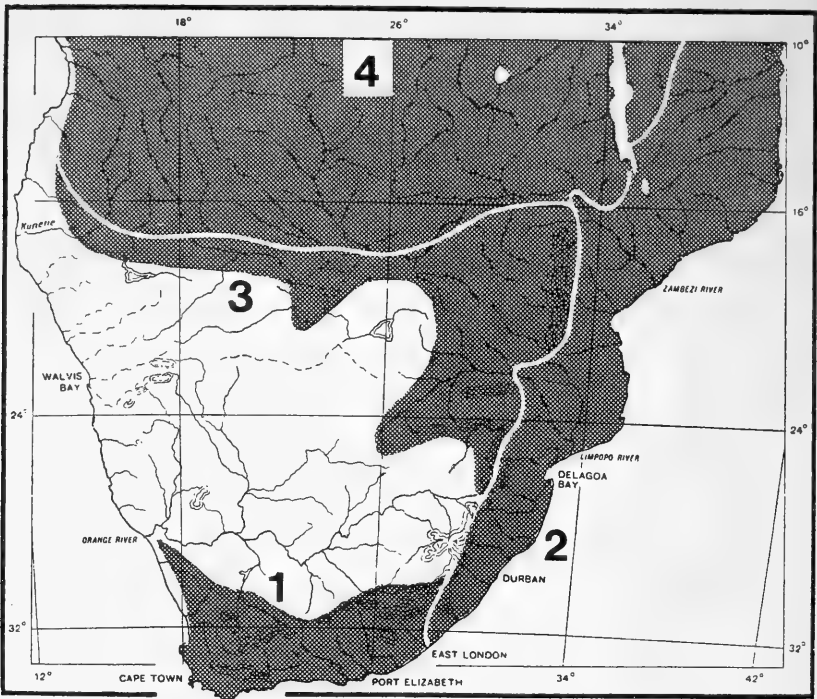 18°
26°
34°
10°
4
Kunene
16°
3
ZAMBEZI RIVER
WALVIS
BAY
24°
24°
LIMPOPO RIVER
DELAGOA
BAY
ORANGE RIVER
2
1
DURBAN
32°
32°
EAST LONDON
12°
CAPE TOWN
PORT ELIZABETH
34°
42°